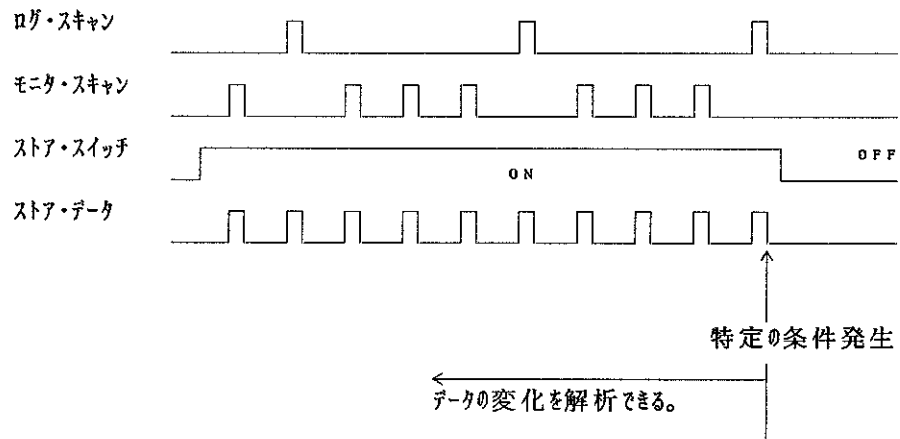 ログ・スキャン
モニタ・スキャン
ストア・スイッチ
OFF
ON
ストア・データ
特定の条件発生
データの変化を解析できる。